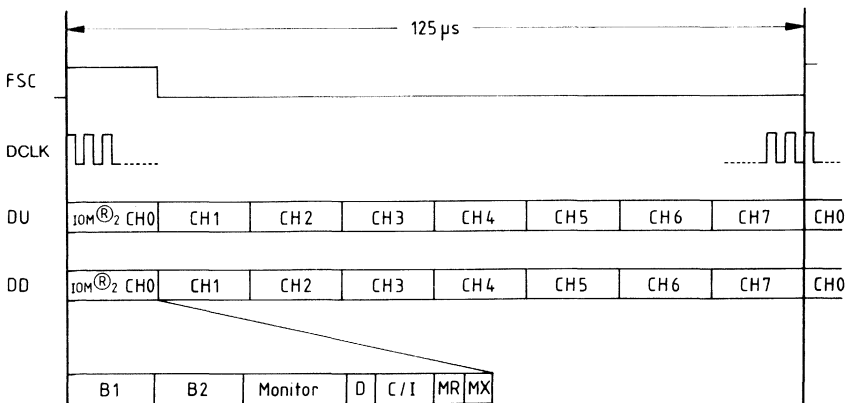 125 µs
FSC
DCLK
DU IOM®2 CH0 CH1 CH2 CH3 CH4 CH5 CH6 CH7 CH0
DD IOM®2 CH0 CH1 CH2 CH3 CH4 CH5 CH6 CH7 CH0
B1 B2 Monitor D C/I MR MX